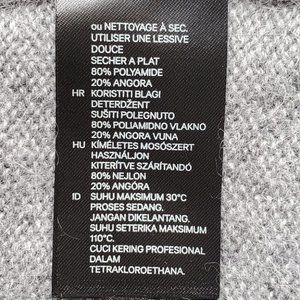 ou NETTOYAGE À SEC.
UTILISER UNE LESSIVE
DOUCE
SECHER A PLAT
80% POLYAMIDE
20% ANGORA
HR KORISTITI BLAGI
DETERDŽENT
SUŠITI POLEGNUTO
80% POLIAMIDNO VLAKNO
20% ANGORA VUNA
HU KÍMÉLETES MOSÓSZERT
HASZNÁLJON
KITERÍTVE SZÁRÍTANDÓ
80% NEJLON
20% ANGÓRA
ID SUHU MAKSIMUM 30°C
PROSES SEDANG.
JANGAN DIKELANTANG.
SUHU SETERIKA MAKSIMUM
110°C.
CUCI KERING PROFESIONAL
DALAM
TETRAKLOROETHANA.